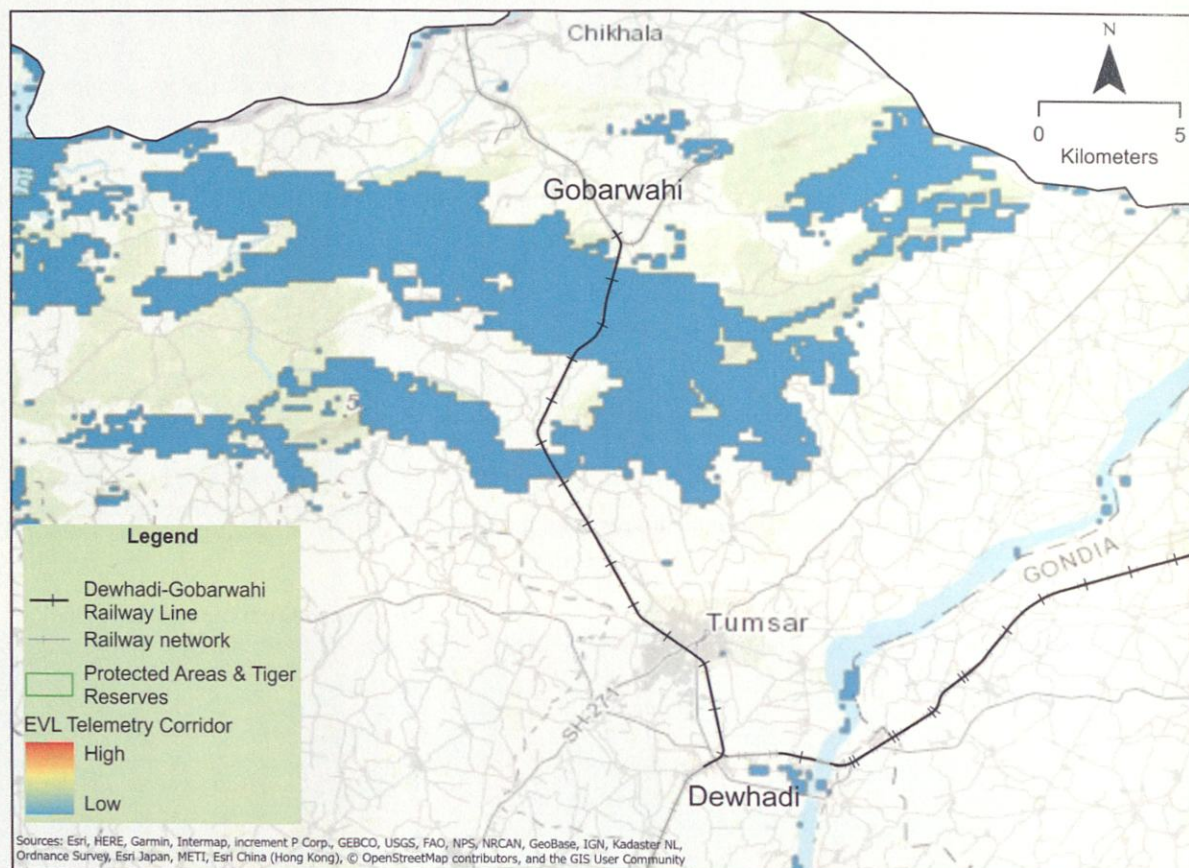 Chikhala
N
0 5
Kilometers
Gobarwahi
5
GONDIA
Tumsar
SH-271
Dewhadi
Legend
Dewhadi-Gobarwahi
Railway Line
Railway network
Protected Areas & Tiger
Reserves
EVL Telemetry Corridor
High
Low
Sources: Esri, HERE, Garmin, Intermap, increment P Corp., GEBCO, USGS, FAO, NPS, NRCAN, GeoBase, IGN, Kadaster NL,
Ordnance Survey, Esri Japan, METI, Esri China (Hong Kong), © OpenStreetMap contributors, and the GIS User Community